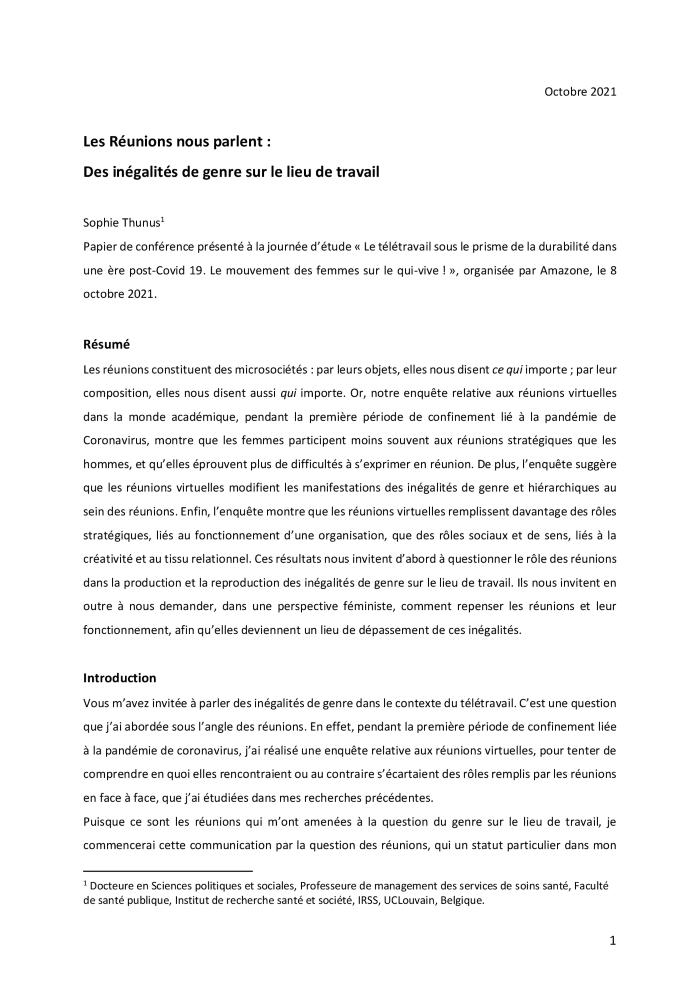 Octobre 2021
Les Réunions nous parlent :
Des inégalités de genre sur le lieu de travail
Sophie Thunus1
Papier de conférence présenté à la journée d'étude « Le télétravail sous le prisme de la durabilité dans
une ère post-Covid 19. Le mouvement des femmes sur le qui-vive ! », organisée par Amazone, le 8
octobre 2021.
Résumé
Les réunions constituent des microsociétés : par leurs objets, elles nous disent ce qui importe ; par leur
composition, elles nous disent aussi qui importe. Or, notre enquête relative aux réunions virtuelles
dans la monde académique, pendant la première période de confinement lié à la pandémie de
Coronavirus, montre que les femmes participent moins souvent aux réunions stratégiques que les
hommes, et qu'elles éprouvent plus de difficultés à s'exprimer en réunion. De plus, l'enquête suggère
que les réunions virtuelles modifient les manifestations des inégalités de genre et hiérarchiques au
sein des réunions. Enfin, l'enquête montre que les réunions virtuelles remplissent davantage des rôles
stratégiques, liés au fonctionnement d'une organisation, que des rôles sociaux et de sens, liés à la
créativité et au tissu relationnel. Ces résultats nous invitent d'abord à questionner le rôle des réunions
dans la production et la reproduction des inégalités de genre sur le lieu de travail. Ils nous invitent en
outre à nous demander, dans une perspective féministe, comment repenser les réunions et leur
fonctionnement, afin qu'elles deviennent un lieu de dépassement de ces inégalités.
Introduction
Vous m'avez invitée à parler des inégalités de genre dans le contexte du télétravail. C'est une question
que j'ai abordée sous l'angle des réunions. En effet, pendant la première période de confinement liée
à la pandémie de coronavirus, j'ai réalisé une enquête relative aux réunions virtuelles, pour tenter de
comprendre en quoi elles rencontraient ou au contraire s'écartaient des rôles remplis par les réunions
en face à face, que j'ai étudiées dans mes recherches précédentes.
Puisque ce sont les réunions qui m'ont amenées à la question du genre sur le lieu de travail, je
commencerai cette communication par la question des réunions, qui un statut particulier dans mon
1 Docteure en Sciences politiques et sociales, Professeure de management des services de soins santé, Faculté
de santé publique, Institut de recherche santé et société, IRSS, UCLouvain, Belgique.
1